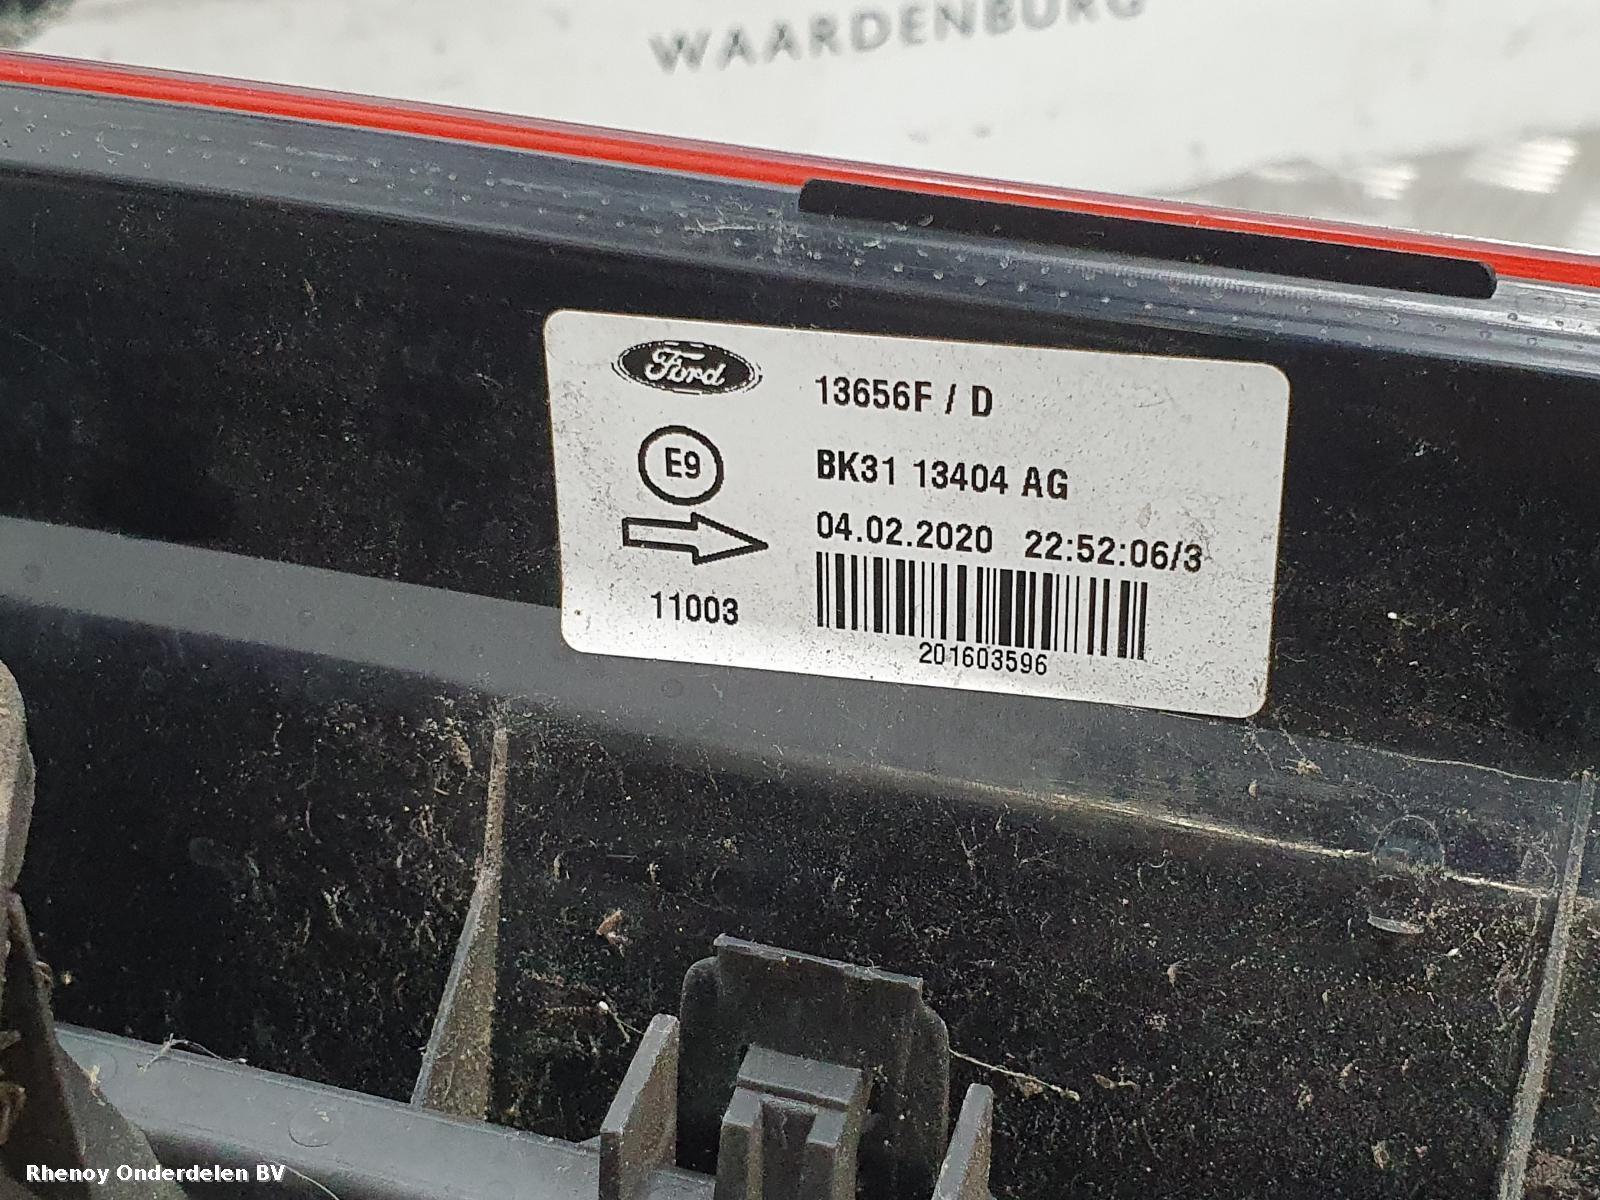 WAARDENBURG
Ford
13656F / D
E9
BK31 13404 AG
04.02.2020 22:52:06/3
11003
201603596
Rhenoy Onderdelen BV